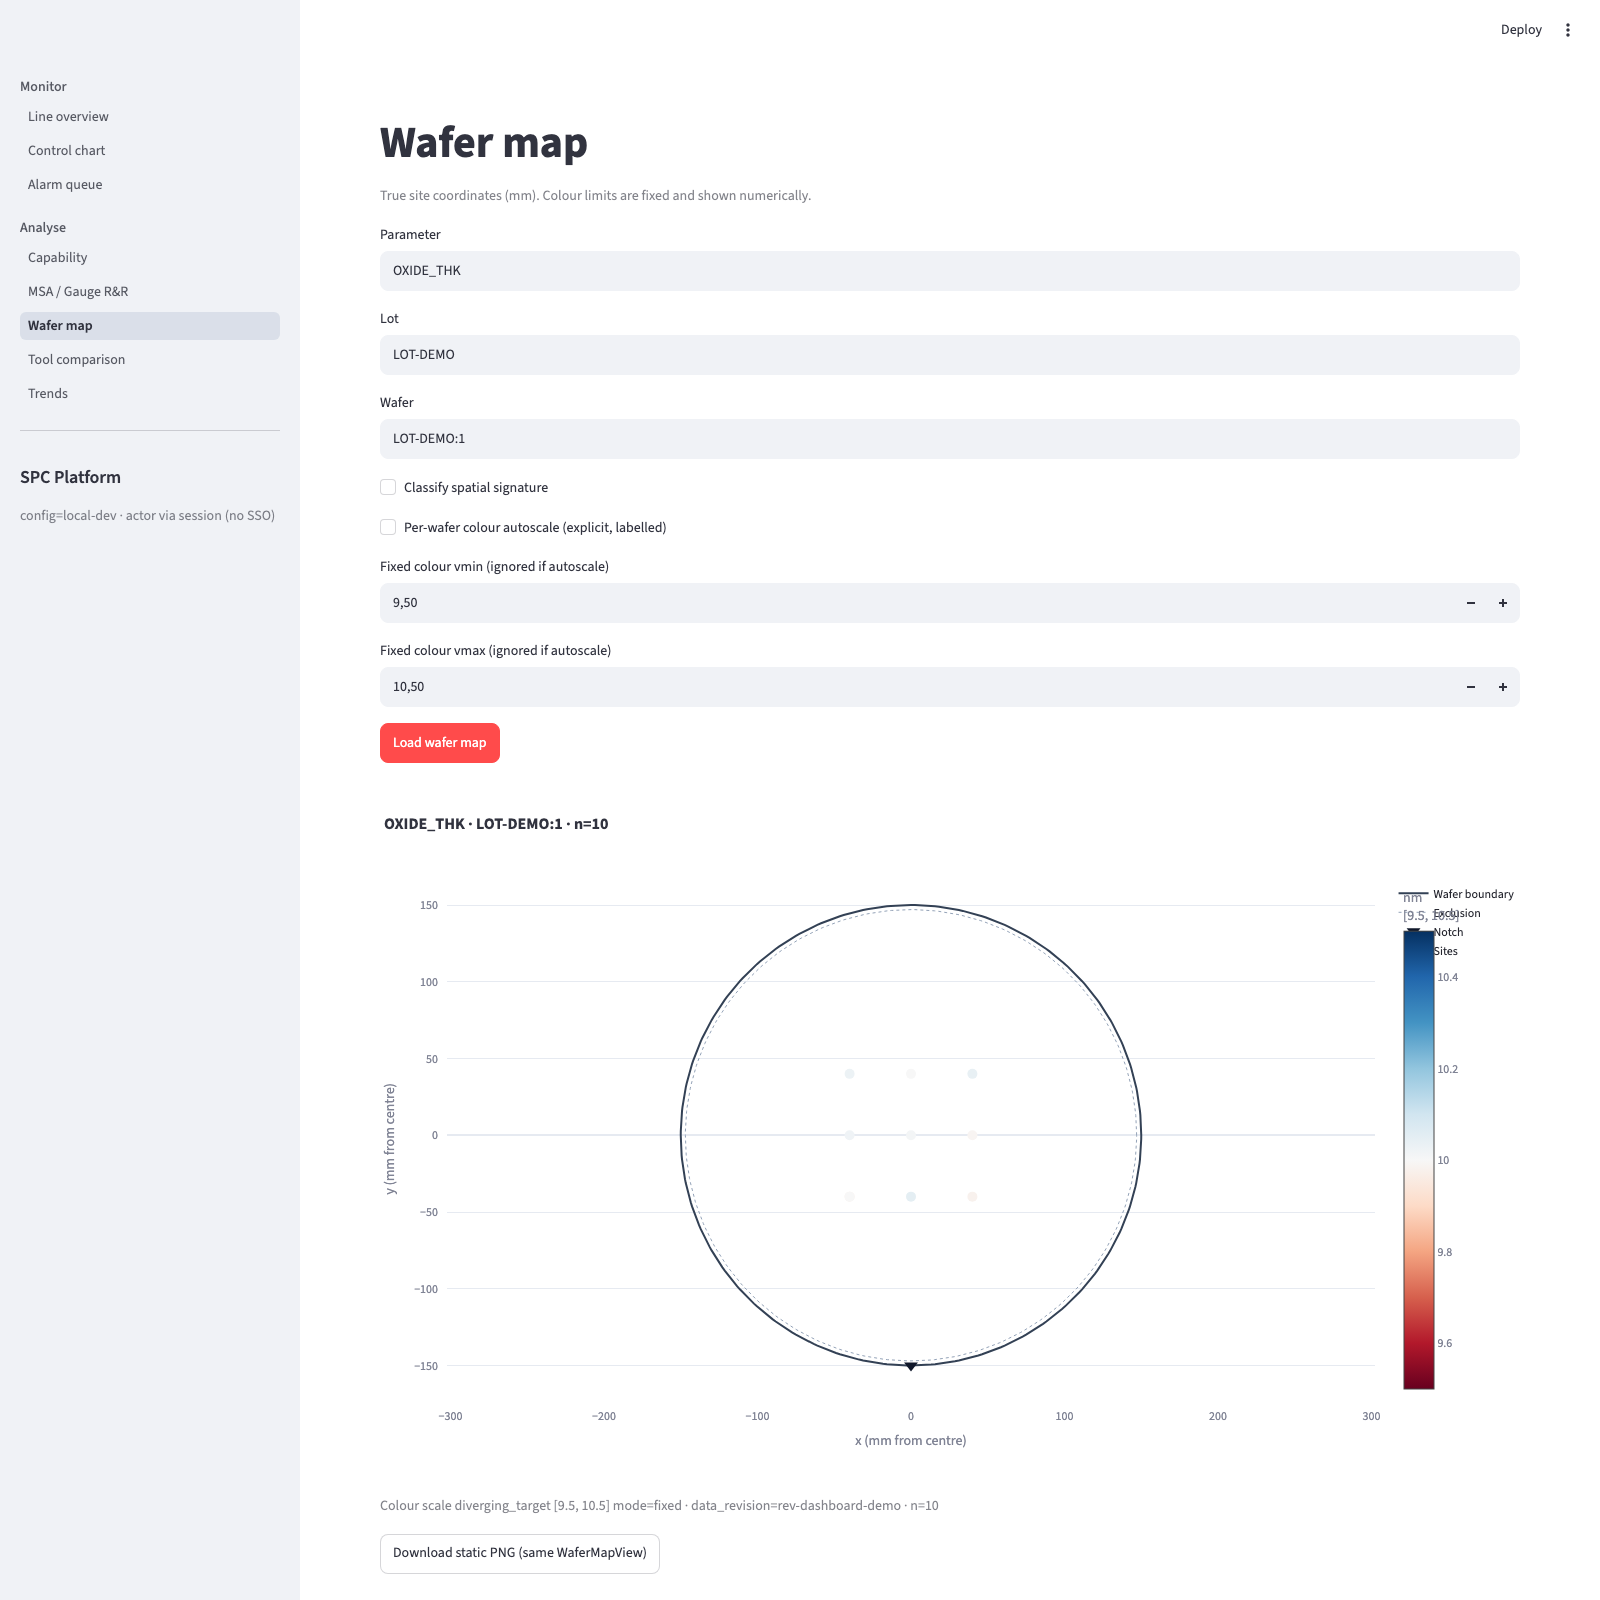 Deploy
Monitor
Line overview
Control chart
Alarm queue
Analyse
Capability
MSA / Gauge R&R
Wafer map
Tool comparison
Trends
SPC Platform
config=local-dev · actor via session (no SSO)
Wafer map
True site coordinates (mm). Colour limits are fixed and shown numerically.
Parameter
OXIDE_THK
Lot
LOT-DEMO
Wafer
LOT-DEMO:1
Classify spatial signature
Per-wafer colour autoscale (explicit, labelled)
Fixed colour vmin (ignored if autoscale)
9,50
Fixed colour vmax (ignored if autoscale)
10,50
Load wafer map
OXIDE_THK · LOT-DEMO:1 · n=10
Wafer boundary
Exclusion
Notch
Sites
nm
[9.5, 10.5]
10.4
10.2
10
9.8
9.6
y (mm from centre)
150
100
50
0
−50
−100
−150
−300
−200
−100
0
100
200
300
x (mm from centre)
Colour scale diverging_target [9.5, 10.5] mode=fixed · data_revision=rev-dashboard-demo · n=10
Download static PNG (same WaferMapView)